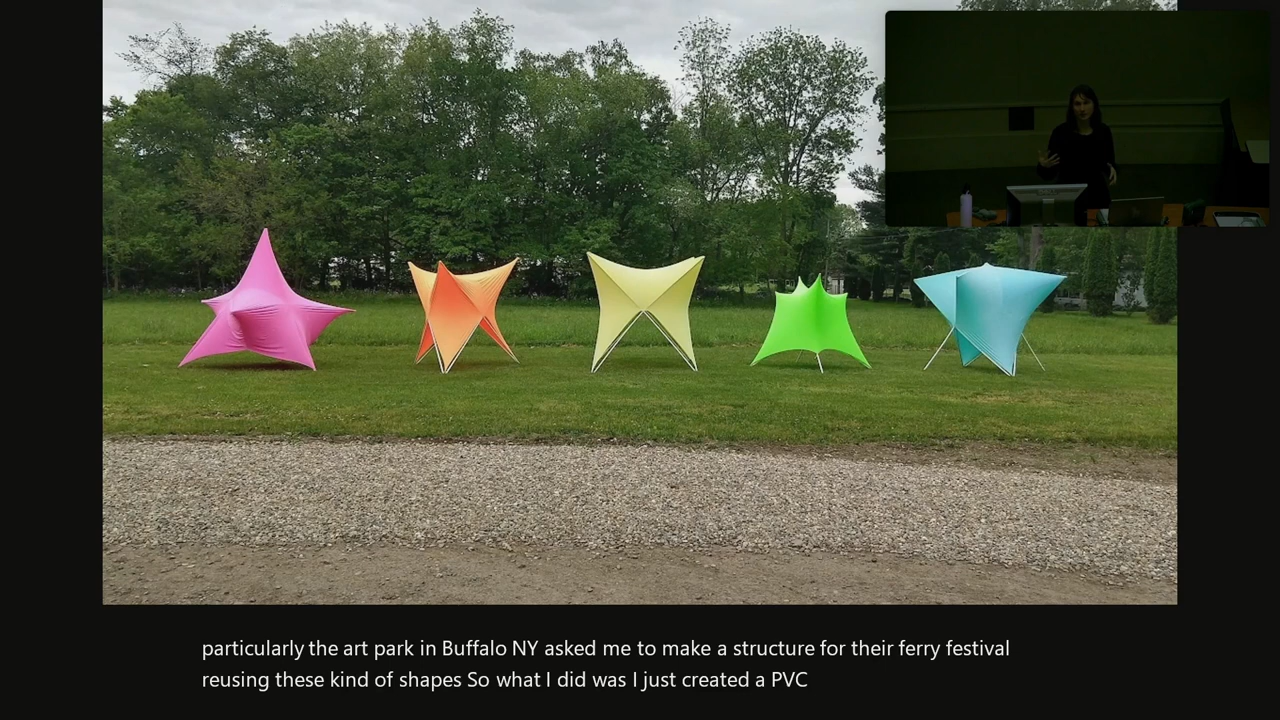 particularly the art park in Buffalo NY asked me to make a structure for their ferry festival
reusing these kind of shapes So what I did was I just created a PVC